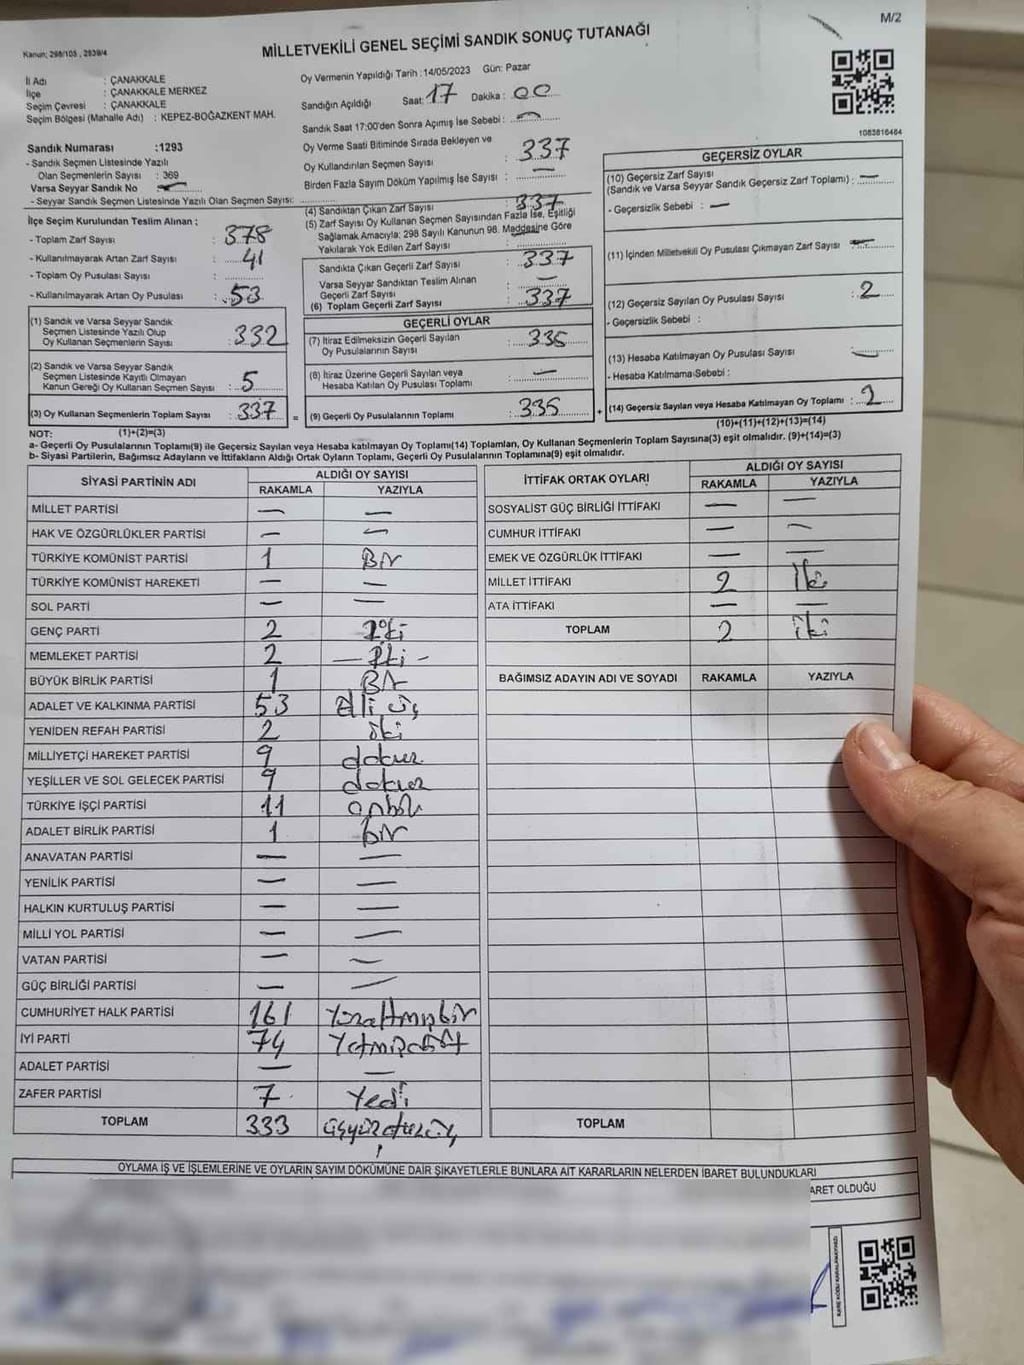 M/2
Kanun: 298/105 , 2839/4
MİLLETVEKİLİ GENEL SEÇİMİ SANDIK SONUÇ TUTANAĞI
İl Adı : ÇANAKKALE
İlçe : ÇANAKKALE MERKEZ
Seçim Çevresi : ÇANAKKALE
Seçim Bölgesi (Mahalle Adı) : KEPEZ-BOĞAZKENT MAH.
Sandık Numarası :1293
- Sandık Seçmen Listesinde Yazılı
Olan Seçmenlerin Sayısı : 369
Varsa Seyyar Sandık No —
- Seyyar Sandık Seçmen Listesinde Yazılı Olan Seçmen Sayısı:
Oy Vermenin Yapıldığı Tarih :14/05/2023 Gün: Pazar
Sandığın Açıldığı Saat: 17 Dakika: 00
Sandık Saat 17:00'den Sonra Açımış İse Sebebi : —
Oy Verme Saati Bitiminde Sırada Bekleyen ve
Oy Kullandırılan Seçmen Sayısı : 337
Birden Fazla Sayım Döküm Yapılmış İse Sayısı : —
1083816484
İlçe Seçim Kurulundan Teslim Alınan ;
- Toplam Zarf Sayısı : 378
- Kullanılmayarak Artan Zarf Sayısı : 41
- Toplam Oy Pusulası Sayısı :
- Kullanılmayarak Artan Oy Pusulası : 53
(1) Sandık ve Varsa Seyyar Sandık
Seçmen Listesinde Yazılı Olup
Oy Kullanan Seçmenlerin Sayısı : 332
(2) Sandık ve Varsa Seyyar Sandık
Seçmen Listesinde Kayıtlı Olmayan
Kanun Gereği Oy Kullanan Seçmen Sayısı : 5
(3) Oy Kullanan Seçmenlerin Toplam Sayısı : 337 =
(1)+(2)=(3)
(4) Sandıktan Çıkan Zarf Sayısı : 337
(5) Zarf Sayısı Oy Kullanan Seçmen Sayısından Fazla İse, Eşitliği
Sağlamak Amacıyla; 298 Sayılı Kanunun 98. Maddesine Göre
Yakılarak Yok Edilen Zarf Sayısı :
Sandıkta Çıkan Geçerli Zarf Sayısı : 337
Varsa Seyyar Sandıktan Teslim Alınan
Geçerli Zarf Sayısı : —
(6) Toplam Geçerli Zarf Sayısı : 337
GEÇERLİ OYLAR
(7) İtiraz Edilmeksizin Geçerli Sayılan
Oy Pusulalarının Sayısı : 335
(8) İtiraz Üzerine Geçerli Sayılan veya
Hesaba Katılan Oy Pusulası Toplamı : —
(9) Geçerli Oy Pusulalarının Toplamı : 335 +
GEÇERSİZ OYLAR
(10) Geçersiz Zarf Sayısı
(Sandık ve Varsa Seyyar Sandık Geçersiz Zarf Toplamı) : —
- Geçersizlik Sebebi : —
(11) İçinden Milletvekili Oy Pusulası Çıkmayan Zarf Sayısı : —
(12) Geçersiz Sayılan Oy Pusulası Sayısı : 2
- Geçersizlik Sebebi :
(13) Hesaba Katılmayan Oy Pusulası Sayısı : —
- Hesaba Katılmama Sebebi :
(14) Geçersiz Sayılan veya Hesaba Katılmayan Oy Toplamı : 2
(10)+(11)+(12)+(13)=(14)
NOT:
a- Geçerli Oy Pusulalarının Toplamı(9) ile Geçersiz Sayılan veya Hesaba katılmayan Oy Toplamı(14) Toplamları, Oy Kullanan Seçmenlerin Toplam Sayısına(3) eşit olmalıdır. (9)+(14)=(3)
b- Siyasi Partilerin, Bağımsız Adayların ve İttifakların Aldığı Ortak Oyların Toplamı, Geçerli Oy Pusulalarının Toplamına(9) eşit olmalıdır.
SİYASİ PARTİNİN ADI ALDIĞI OY SAYISI
RAKAMLA YAZIYLA
MİLLET PARTİSİ — —
HAK VE ÖZGÜRLÜKLER PARTİSİ — —
TÜRKİYE KOMÜNİST PARTİSİ 1 Bir
TÜRKİYE KOMÜNİST HAREKETİ — —
SOL PARTİ — —
GENÇ PARTİ 2 İki
MEMLEKET PARTİSİ 2 — İki —
BÜYÜK BİRLİK PARTİSİ 1 Bir
ADALET VE KALKINMA PARTİSİ 53 Elli üç
YENİDEN REFAH PARTİSİ 2 iki
MİLLİYETÇİ HAREKET PARTİSİ 9 dokuz
YEŞİLLER VE SOL GELECEK PARTİSİ 9 dokuz
TÜRKİYE İŞÇİ PARTİSİ 11 onbir
ADALET BİRLİK PARTİSİ 1 bir
ANAVATAN PARTİSİ — —
YENİLİK PARTİSİ — —
HALKIN KURTULUŞ PARTİSİ — —
MİLLİ YOL PARTİSİ — —
VATAN PARTİSİ — —
GÜÇ BİRLİĞİ PARTİSİ — —
CUMHURİYET HALK PARTİSİ 161 Yüzaltmışbir
İYİ PARTİ 74 Yetmişdört
ADALET PARTİSİ — —
ZAFER PARTİSİ 7 Yedi
TOPLAM 333 üçyüzotuzüç
İTTİFAK ORTAK OYLARI ALDIĞI OY SAYISI
RAKAMLA YAZIYLA
SOSYALİST GÜÇ BİRLİĞİ İTTİFAKI — —
CUMHUR İTTİFAKI — —
EMEK VE ÖZGÜRLÜK İTTİFAKI — —
MİLLET İTTİFAKI 2 İki
ATA İTTİFAKI — —
TOPLAM 2 iki
BAĞIMSIZ ADAYIN ADI VE SOYADI RAKAMLA YAZIYLA
TOPLAM
OYLAMA İŞ VE İŞLEMLERİNE VE OYLARIN SAYIM DÖKÜMÜNE DAİR ŞİKAYETLERLE BUNLARA AİT KARARLARIN NELERDEN İBARET BULUNDUKLARI
ARET OLDUĞU
KARE KODU KARALAMAYINIZ!